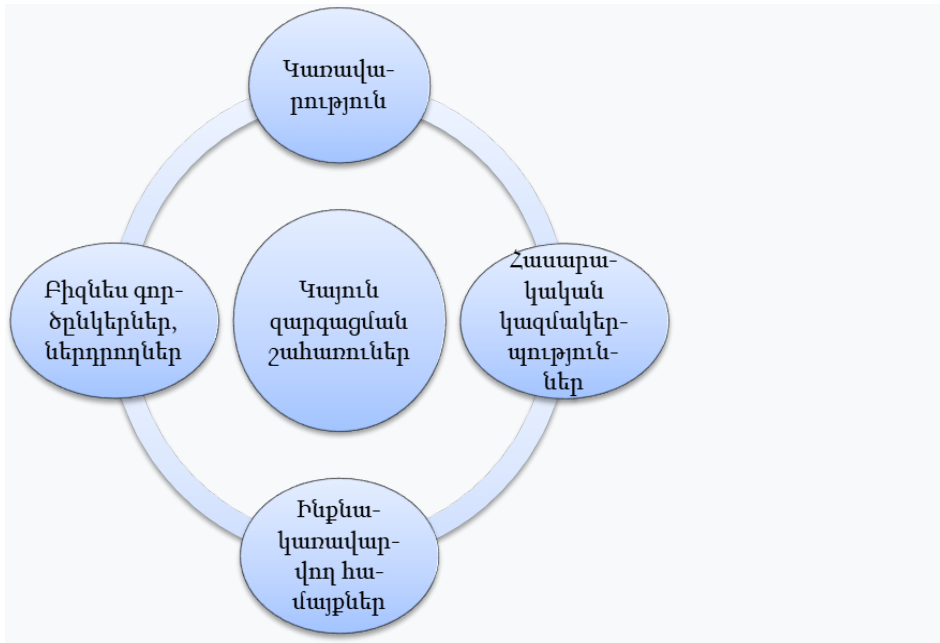 Կառավա-
րություն
Բիզնես գոր-
ծընկերներ,
ներդրողներ
Կայուն
զարգացման
շահառուներ
Հասարա-
կական
կազմակեր-
պություն-
ներ
Ինքնա-
կառավար-
վող հա-
մայքներ